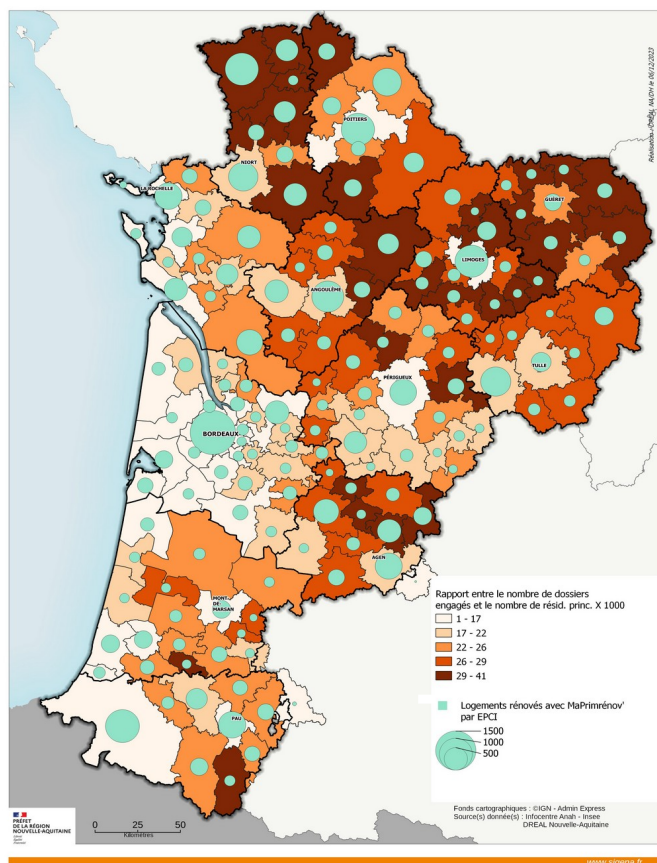 Réalisation : DREAL NA/DH le 06/12/2023
POITIERS
NIORT
LA ROCHELLE
GUÉRET
LIMOGES
ANGOULÊME
TULLE
PÉRIGUEUX
BORDEAUX
AGEN
MONT
DE
MARSAN
PAU
Rapport entre le nombre de dossiers
engagés et le nombre de résid. princ. X 1000
1 - 17
17 - 22
22 - 26
26 - 29
29 - 41
Logements rénovés avec MaPrimrénov'
par EPCI
1500
1000
500
PRÉFET
DE LA RÉGION
NOUVELLE-AQUITAINE
0 25 50
Kilomètres
Fonds cartographiques : ©IGN - Admin Express
Source(s) donnée(s) : Infocentre Anah - Insee
DREAL Nouvelle-Aquitaine